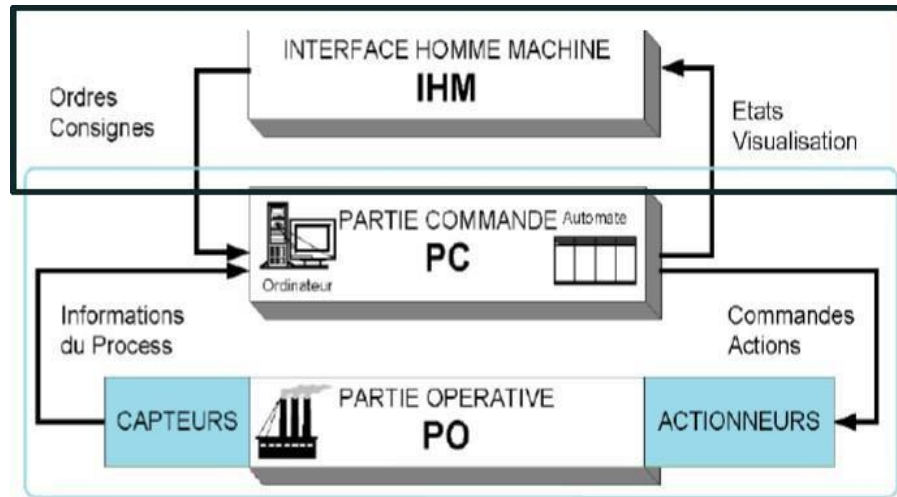 INTERFACE HOMME MACHINE
IHM
Ordres
Consignes
Etats
Visualisation
PARTIE COMMANDE
PC
Automate
Ordinateur
Informations
du Process
Commandes
Actions
CAPTEURS
PARTIE OPERATIVE
PO
ACTIONNEURS